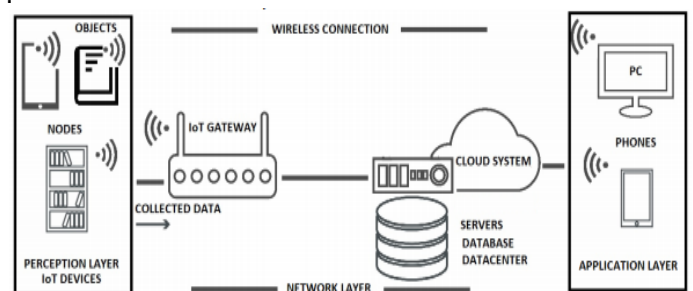 OBJECTS
WIRELESS CONNECTION
PC
NODES
IoT GATEWAY
CLOUD SYSTEM
PHONES
COLLECTED DATA
SERVERS
DATABASE
DATACENTER
PERCEPTION LAYER
IoT DEVICES
NETWORK LAYER
APPLICATION LAYER